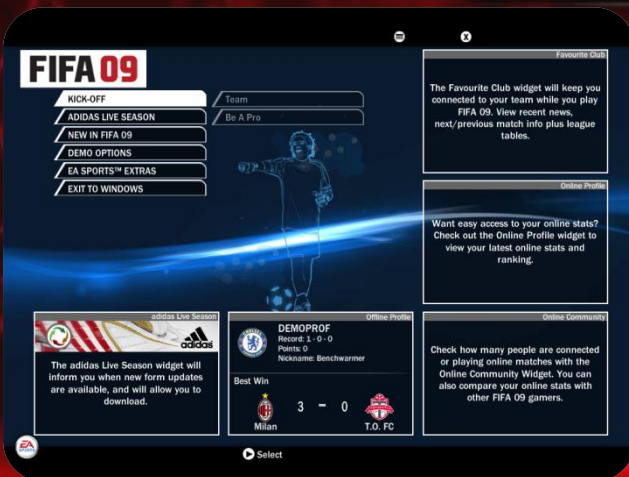 FIFA 09
KICK-OFF
ADIDAS LIVE SEASON
NEW IN FIFA 09
DEMO OPTIONS
EA SPORTS™ EXTRAS
EXIT TO WINDOWS
Team
Be A Pro
X
Favourite Club
The Favourite Club widget will keep you
connected to your team while you play
FIFA 09. View recent news,
next/previous match info plus league
tables.
Online Profile
Want easy access to your online stats?
Check out the Online Profile widget to
view your latest online stats and
ranking.
adidas Live Season
adidas
The adidas Live Season widget will
inform you when new form updates
are available, and will allow you to
download.
Offline Profile
DEMOPROF
Record: 1 - 0 - 0
Points: 0
Nickname: Benchwarmer
Best Win
3 - 0
Milan T.O. FC
Online Community
Check how many people are connected
or playing online matches with the
Online Community Widget. You can
also compare your online stats with
other FIFA 09 gamers.
EA
SPORTS
Select